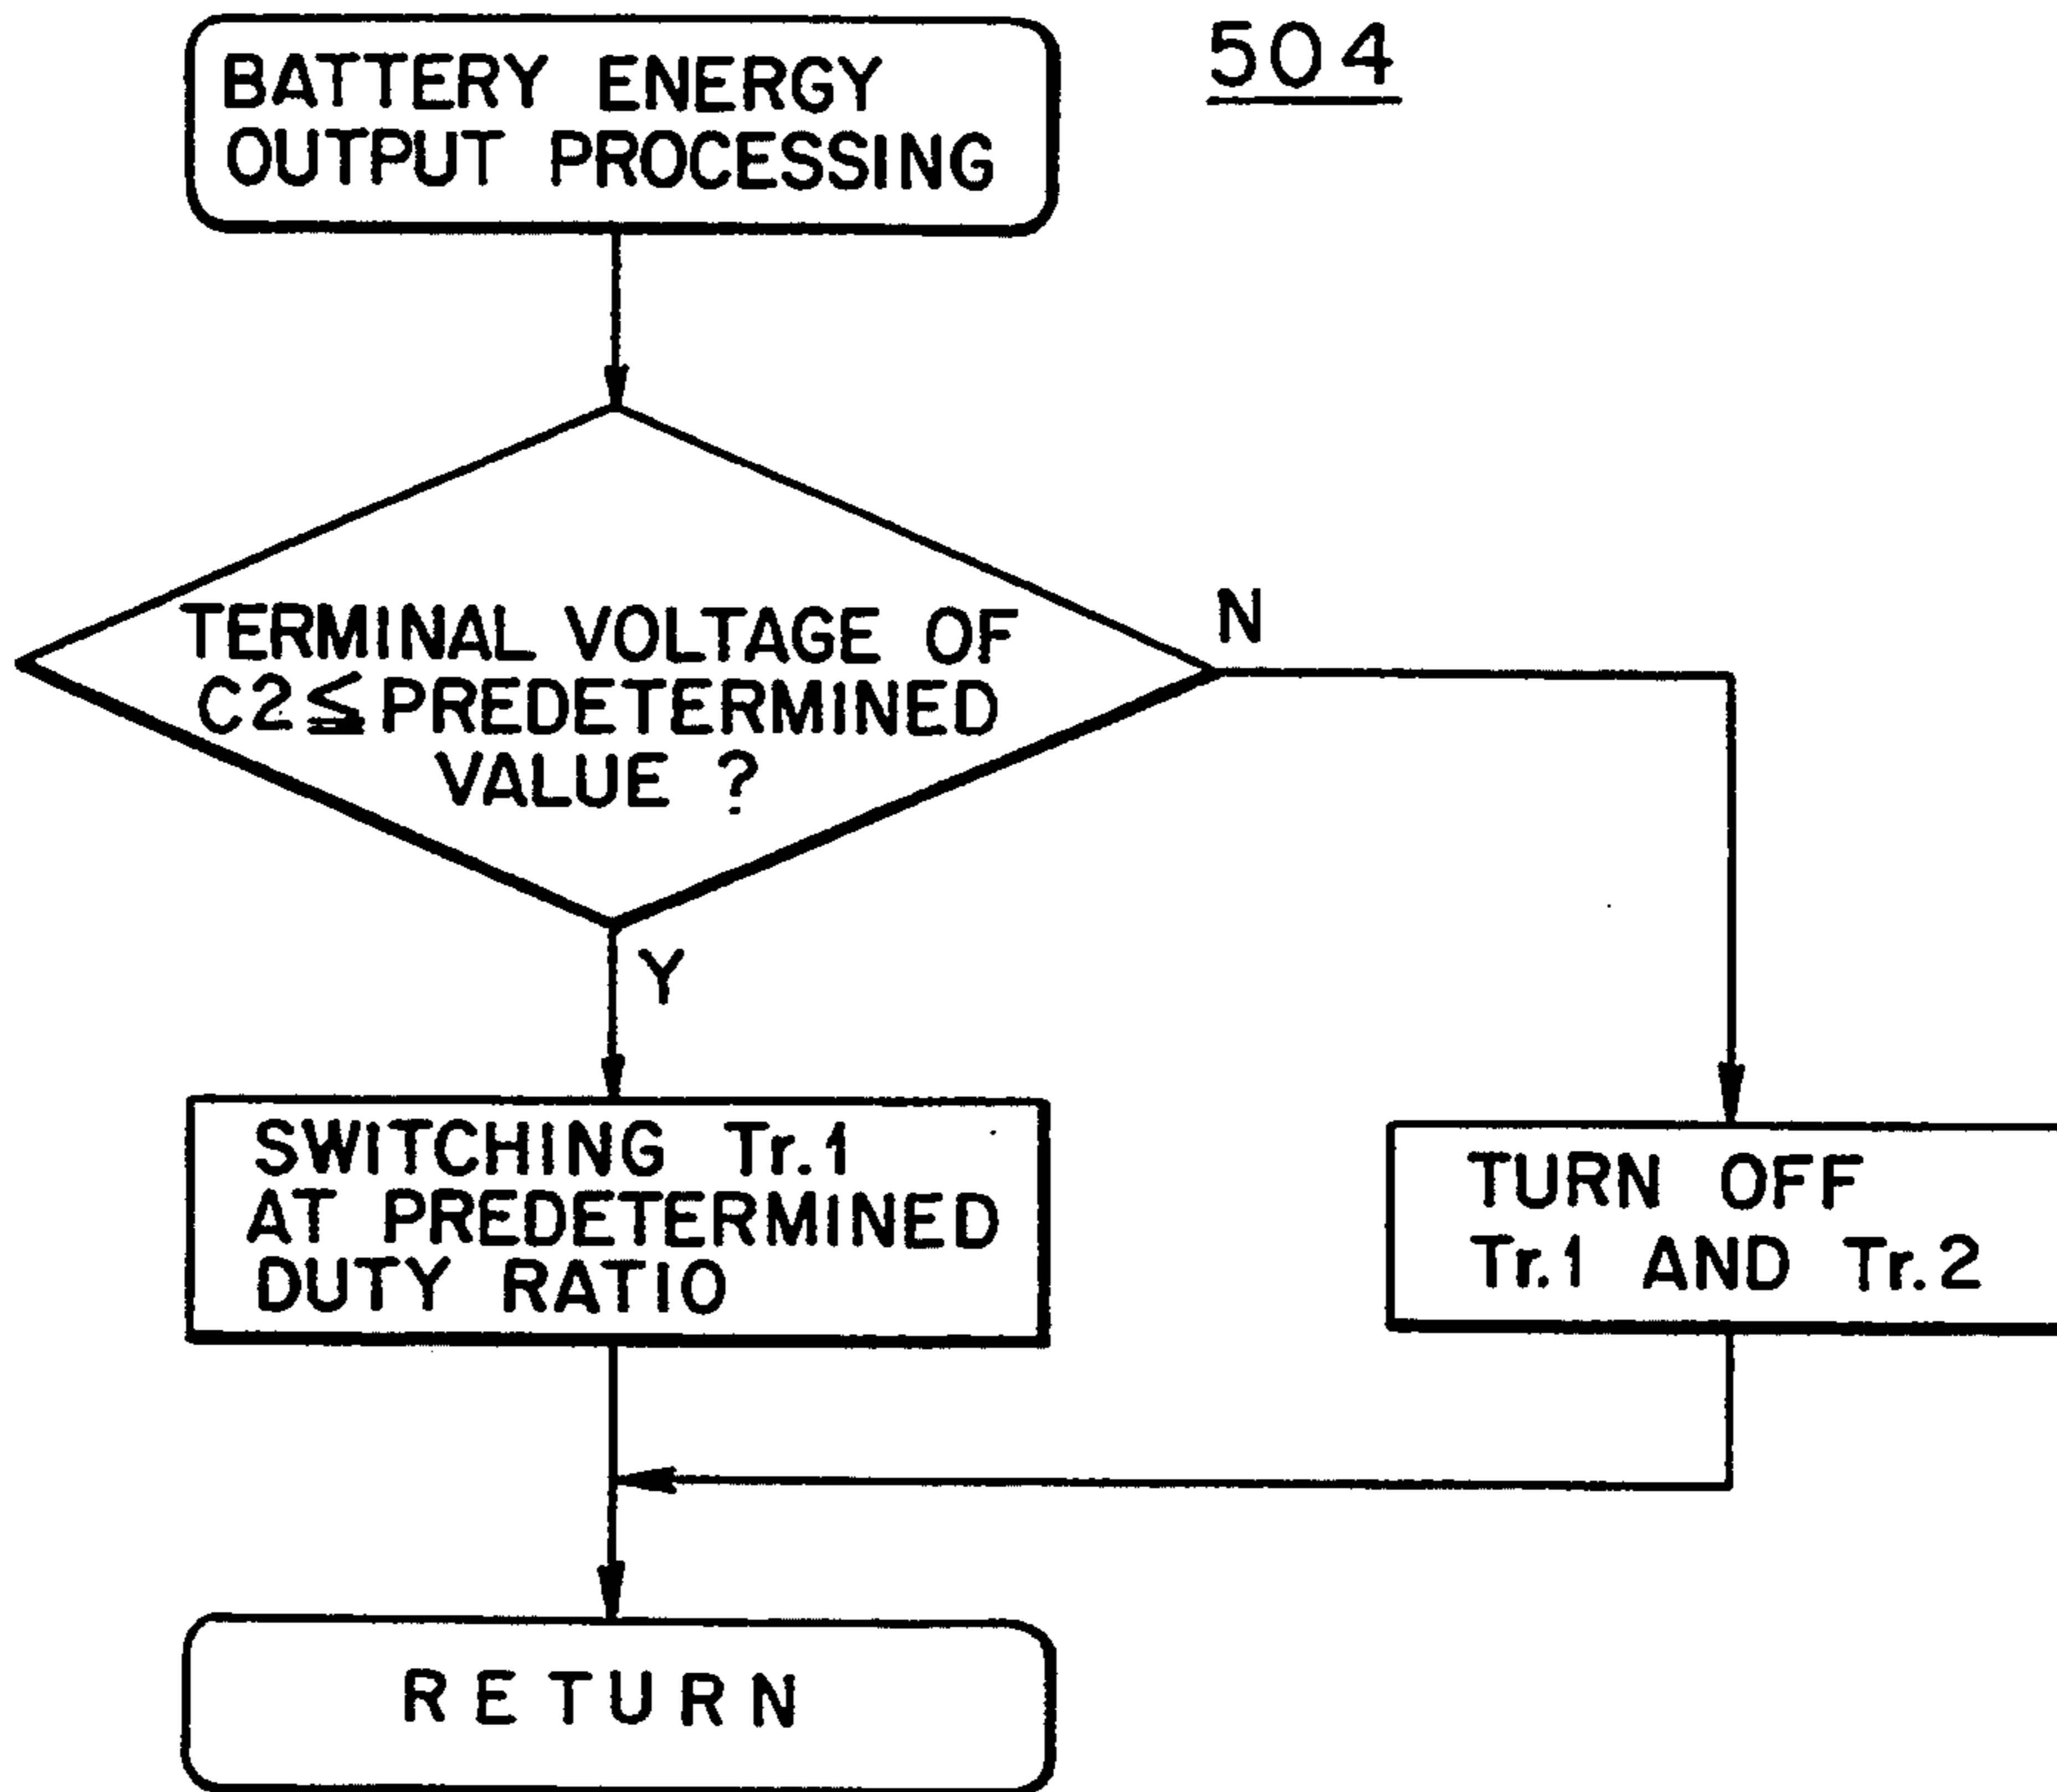 BATTERY ENERGY
OUTPUT PROCESSING
504
TERMINAL VOLTAGE OF
C2≦PREDETERMINED
VALUE ?
N
Y
SWITCHING Tr.1
AT PREDETERMINED
DUTY RATIO
TURN OFF
Tr.1 AND Tr.2
RETURN